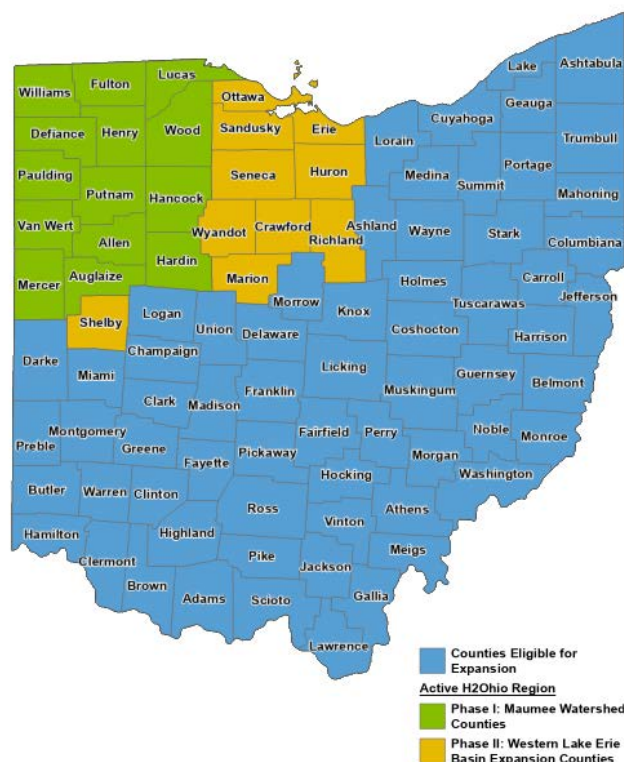 Lake
Ashtabula
Lucas
Fulton
Williams
Geauga
Ottawa
Cuyahoga
Sandusky
Erie
Defiance
Henry
Wood
Lorain
Trumbull
Portage
Paulding
Seneca
Huron
Medina
Summit
Mahoning
Putnam
Hancock
Van Wert
Wyandot
Crawford
Richland
Ashland
Wayne
Stark
Columbiana
Allen
Hardin
Mercer
Auglaize
Marion
Holmes
Carroll
Jefferson
Morrow
Tuscarawas
Logan
Knox
Shelby
Union
Delaware
Coshocton
Harrison
Darke
Champaign
Miami
Licking
Guernsey
Belmont
Clark
Madison
Franklin
Muskingum
Preble
Montgomery
Greene
Fairfield
Perry
Noble
Monroe
Pickaway
Fayette
Morgan
Washington
Hocking
Butler
Warren
Clinton
Ross
Athens
Vinton
Hamilton
Highland
Meigs
Clermont
Pike
Jackson
Brown
Adams
Scioto
Gallia
Lawrence
Counties Eligible for
Expansion
Active H2Ohio Region
Phase I: Maumee Watershed
Counties
Phase II: Western Lake Erie
Basin Expansion Counties